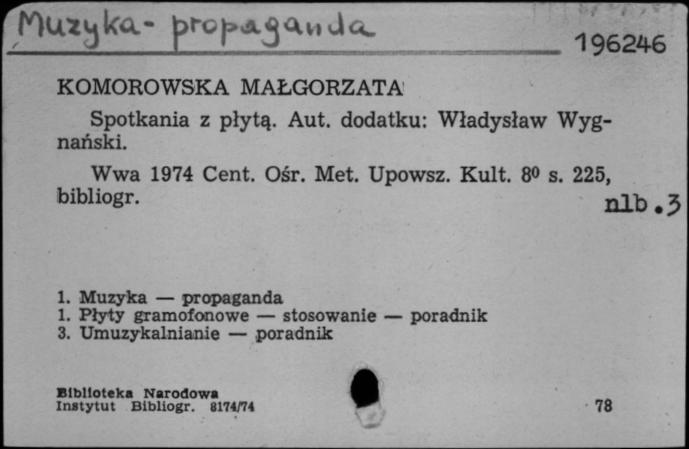 Muzyka - propaganda
196246
KOMOROWSKA MAŁGORZATA
Spotkania z płytą. Aut. dodatku: Władysław Wyg-
nański.
Wwa 1974 Cent. Ośr. Met. Upowsz. Kult. 8⁰ s. 225,
bibliogr.
nlb.3
1. Muzyka — propaganda
1. Płyty gramofonowe — stosowanie — poradnik
3. Umuzykalnianie — poradnik
Biblioteka Narodowa
Instytut Bibliogr. 8174/74
78